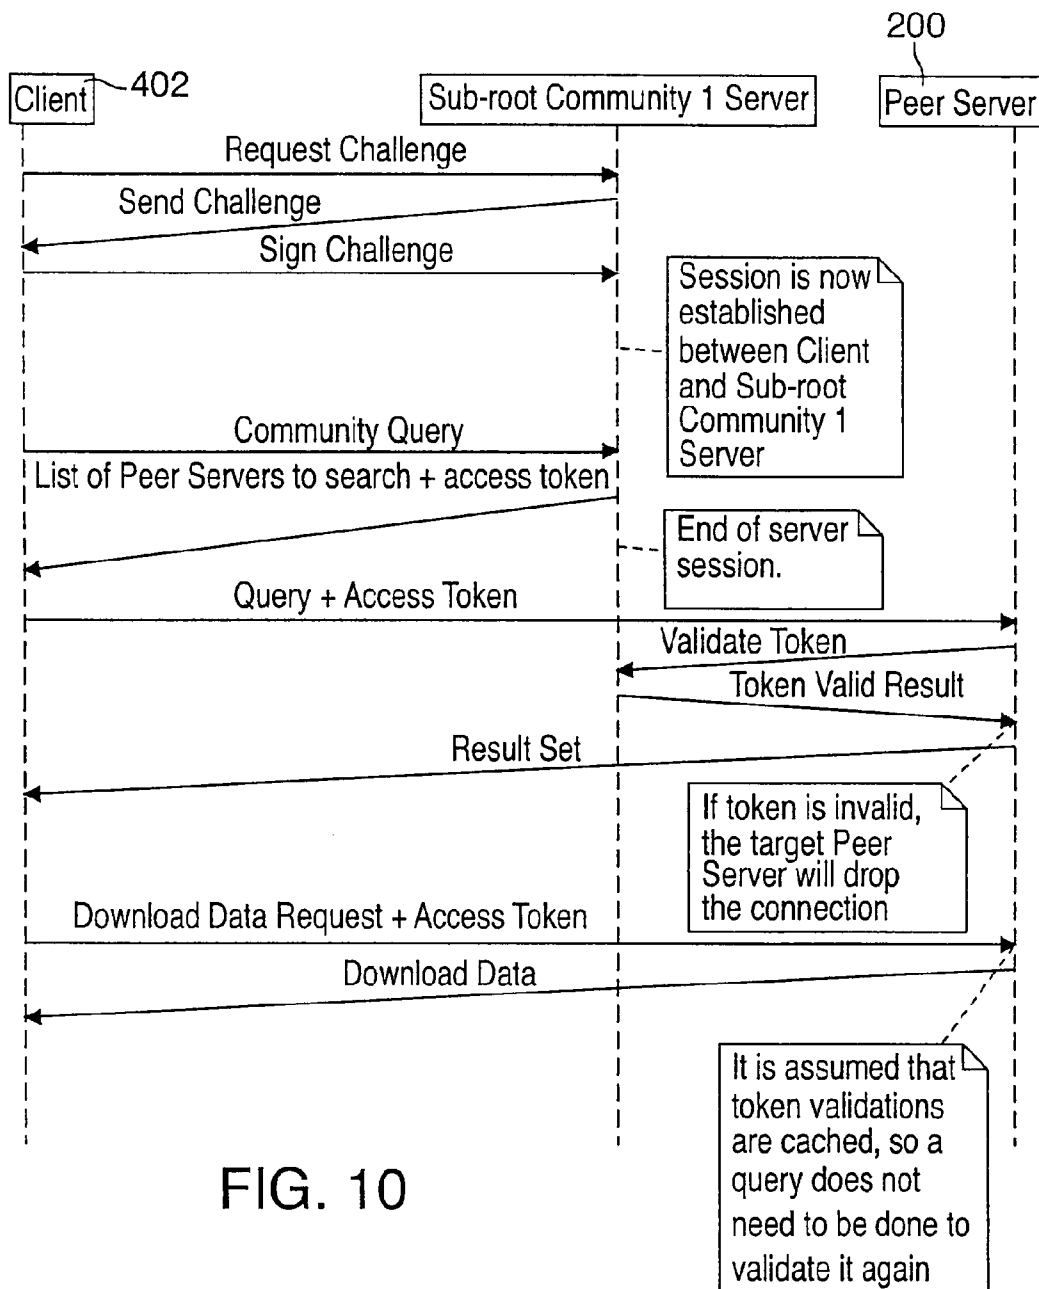 200
Client
402
Sub-root Community 1 Server
Peer Server
Request Challenge
Send Challenge
Sign Challenge
Session is now
established
between Client
and Sub-root
Community 1
Server
Community Query
List of Peer Servers to search + access token
End of server
session.
Query + Access Token
Validate Token
Token Valid Result
Result Set
If token is invalid,
the target Peer
Server will drop
the connection
Download Data Request + Access Token
Download Data
It is assumed that
token validations
are cached, so a
query does not
need to be done to
validate it again
FIG. 10